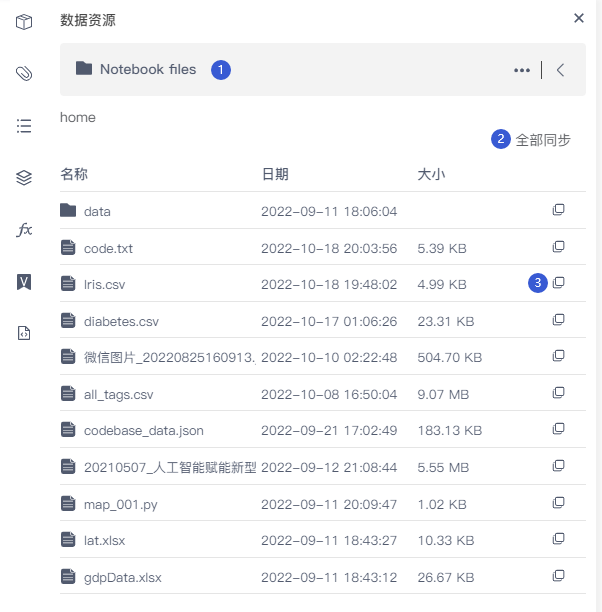 数据资源
Notebook files 1
home
2 全部同步
名称 日期 大小
data 2022-09-11 18:06:04
code.txt 2022-10-18 20:03:56 5.39 KB
Iris.csv 2022-10-18 19:48:02 4.99 KB 3
diabetes.csv 2022-10-17 01:06:26 23.31 KB
微信图片_20220825160913. 2022-10-10 02:22:48 504.70 KB
all_tags.csv 2022-10-08 16:50:04 9.07 MB
codebase_data.json 2022-09-21 17:02:49 183.13 KB
20210507_人工智能赋能新型 2022-09-12 21:08:44 5.55 MB
map_001.py 2022-09-11 20:09:47 1.02 KB
lat.xlsx 2022-09-11 18:43:27 10.33 KB
gdpData.xlsx 2022-09-11 18:43:12 26.67 KB
fx
V